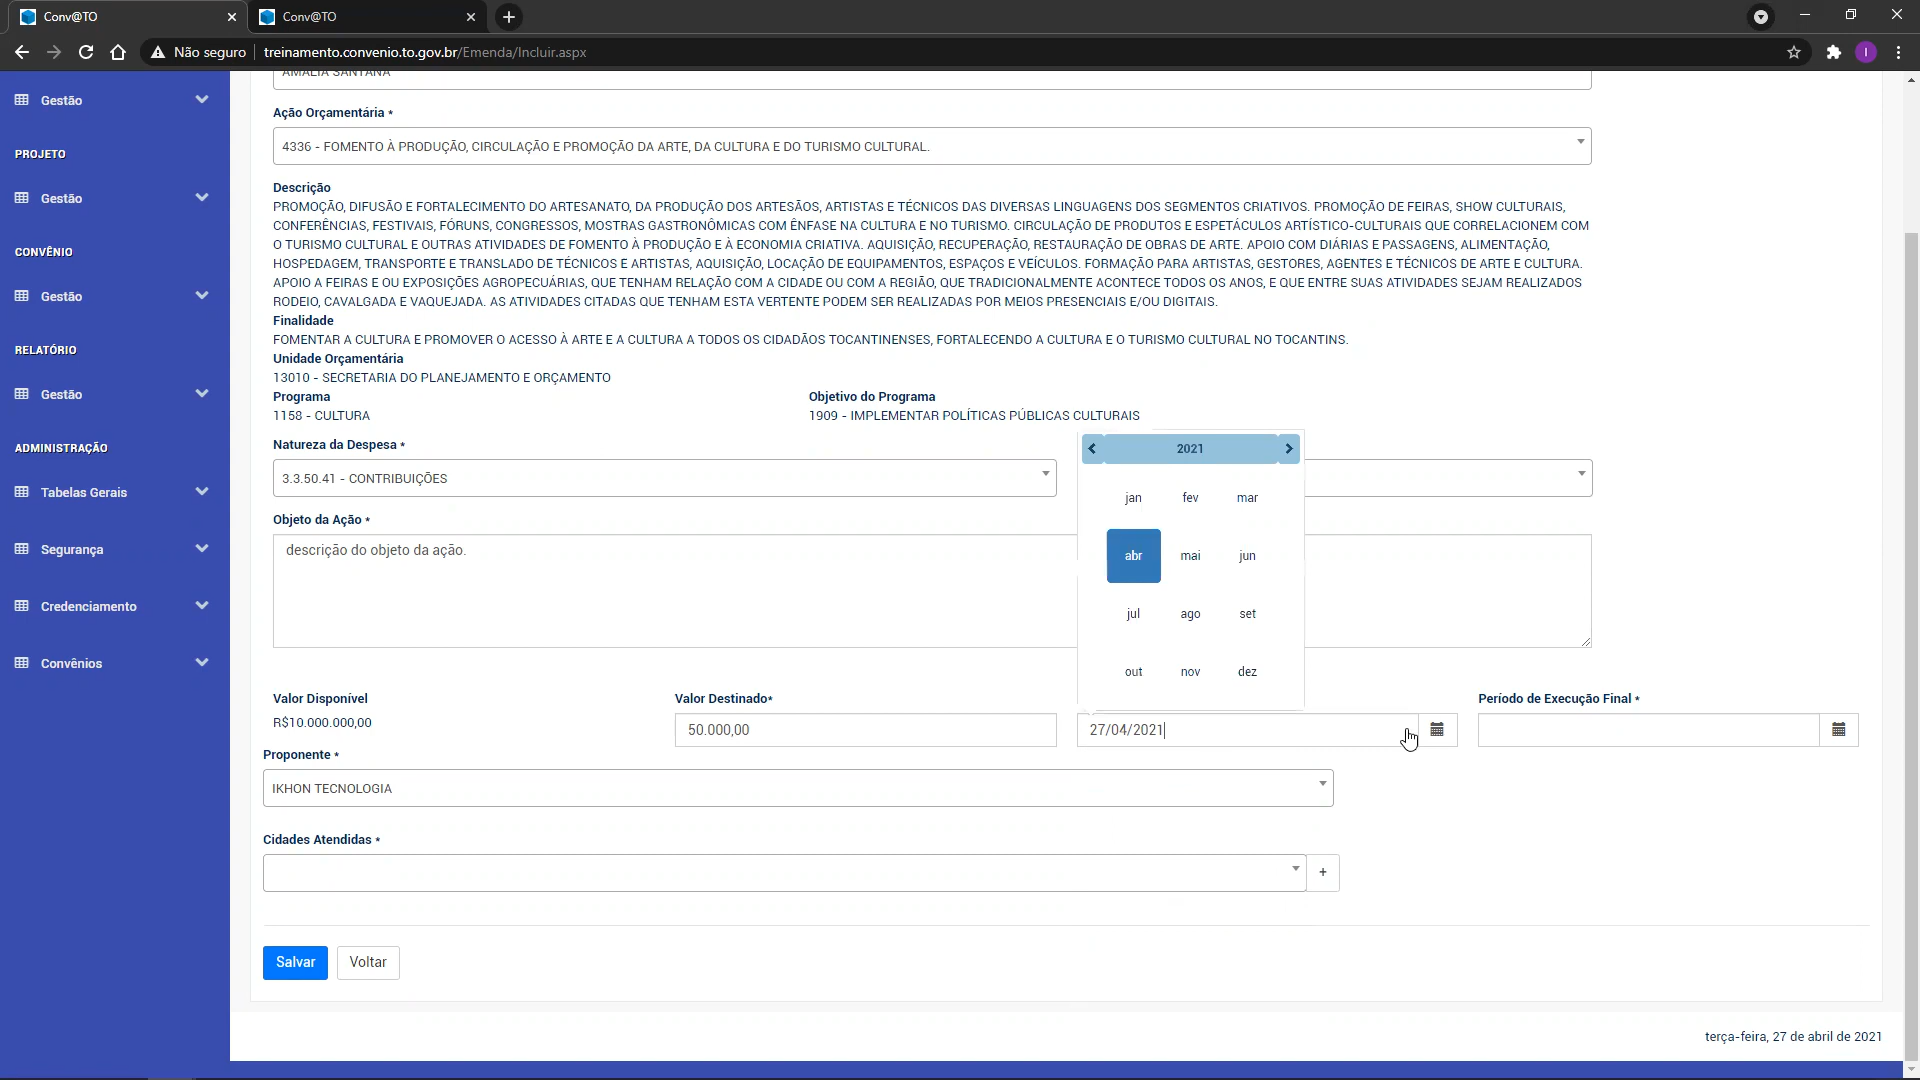 Conv@TO
Conv@TO
Não seguro
treinamento.convenio.to.gov.br/Emenda/Incluir.aspx
I
AMALIA SANTANA
Gestão
Ação Orçamentária *
4336 - FOMENTO À PRODUÇÃO, CIRCULAÇÃO E PROMOÇÃO DA ARTE, DA CULTURA E DO TURISMO CULTURAL.
PROJETO
Gestão
Descrição
PROMOÇÃO, DIFUSÃO E FORTALECIMENTO DO ARTESANATO, DA PRODUÇÃO DOS ARTESÃOS, ARTISTAS E TÉCNICOS DAS DIVERSAS LINGUAGENS DOS SEGMENTOS CRIATIVOS. PROMOÇÃO DE FEIRAS, SHOW CULTURAIS,
CONFERÊNCIAS, FESTIVAIS, FÓRUNS, CONGRESSOS, MOSTRAS GASTRONÔMICAS COM ÊNFASE NA CULTURA E NO TURISMO. CIRCULAÇÃO DE PRODUTOS E ESPETÁCULOS ARTÍSTICO-CULTURAIS QUE CORRELACIONEM COM
O TURISMO CULTURAL E OUTRAS ATIVIDADES DE FOMENTO À PRODUÇÃO E À ECONOMIA CRIATIVA. AQUISIÇÃO, RECUPERAÇÃO, RESTAURAÇÃO DE OBRAS DE ARTE. APOIO COM DIÁRIAS E PASSAGENS, ALIMENTAÇÃO,
HOSPEDAGEM, TRANSPORTE E TRANSLADO DE TÉCNICOS E ARTISTAS, AQUISIÇÃO, LOCAÇÃO DE EQUIPAMENTOS, ESPAÇOS E VEÍCULOS. FORMAÇÃO PARA ARTISTAS, GESTORES, AGENTES E TÉCNICOS DE ARTE E CULTURA.
APOIO A FEIRAS E OU EXPOSIÇÕES AGROPECUÁRIAS, QUE TENHAM RELAÇÃO COM A CIDADE OU COM A REGIÃO, QUE TRADICIONALMENTE ACONTECE TODOS OS ANOS, E QUE ENTRE SUAS ATIVIDADES SEJAM REALIZADOS
RODEIO, CAVALGADA E VAQUEJADA. AS ATIVIDADES CITADAS QUE TENHAM ESTA VERTENTE PODEM SER REALIZADAS POR MEIOS PRESENCIAIS E/OU DIGITAIS.
CONVÊNIO
Gestão
Finalidade
FOMENTAR A CULTURA E PROMOVER O ACESSO À ARTE E A CULTURA A TODOS OS CIDADÃOS TOCANTINENSES, FORTALECENDO A CULTURA E O TURISMO CULTURAL NO TOCANTINS.
RELATÓRIO
Gestão
Unidade Orçamentária
13010 - SECRETARIA DO PLANEJAMENTO E ORÇAMENTO
Programa
1158 - CULTURA
Objetivo do Programa
1909 - IMPLEMENTAR POLÍTICAS PÚBLICAS CULTURAIS
ADMINISTRAÇÃO
Tabelas Gerais
Segurança
Credenciamento
Convênios
Natureza da Despesa *
3.3.50.41 - CONTRIBUIÇÕES
2021
jan fev mar
abr mai jun
jul ago set
out nov dez
Objeto da Ação *
descrição do objeto da ação.
Valor Disponível
R$10.000.000,00
Valor Destinado*
50.000,00
27/04/2021
Período de Execução Final *
Proponente *
IKHON TECNOLOGIA
Cidades Atendidas *
+
Salvar
Voltar
terça-feira, 27 de abril de 2021